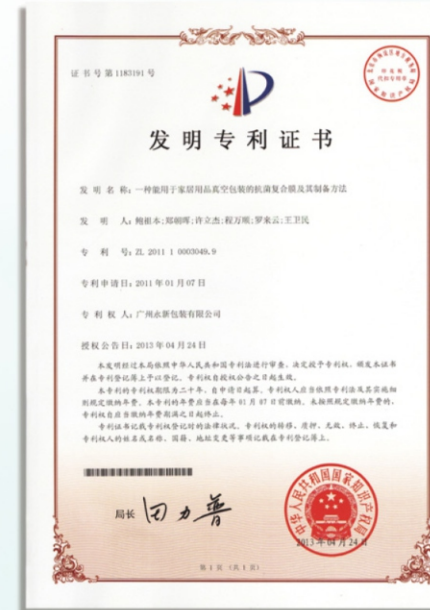 证书号第1183191号
发明专利证书
发 明 名 称：一种能用于家居用品真空包装的抗菌复合膜及其制备方法
发 明 人：鲍祖本;郑朝晖;许立杰;程万顺;罗来云;王卫民
专 利 号：ZL 2011 1 0003049.9
专利申请日：2011年01月07日
专 利 权 人：广州永新包装有限公司
授权公告日：2013年04月24日
本发明经过本局依照中华人民共和国专利法进行审查，决定授予专利权，颁发本证书
并在专利登记簿上予以登记。专利权自授权公告之日起生效。
本专利的专利权期限为二十年，自申请日起算。专利权人应当依照专利法及其实施细
则规定缴纳年费。本专利的年费应当在每年01月07日前缴纳。未按照规定缴纳年费的，
专利权自应当缴纳年费期满之日起终止。
专利证书记载专利权登记时的法律状况。专利权的转移、质押、无效、终止、恢复和
专利权人的姓名或名称、国籍、地址变更等事项记载在专利登记簿上。
局长 田力普
中华人民共和国国家知识产权局
2013年04月24日
第1页（共1页）